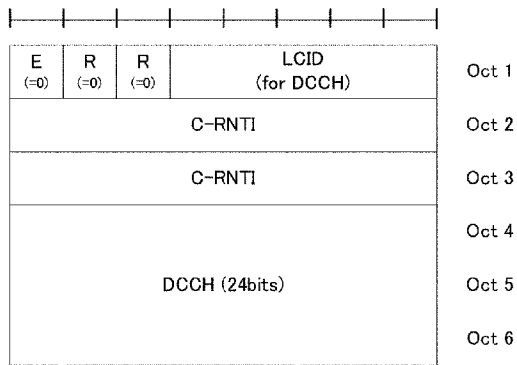 E R R LCID Oct 1
(=0) (=0) (=0) (for DCCH)
C-RNTI Oct 2
C-RNTI Oct 3
Oct 4
DCCH (24bits) Oct 5
Oct 6